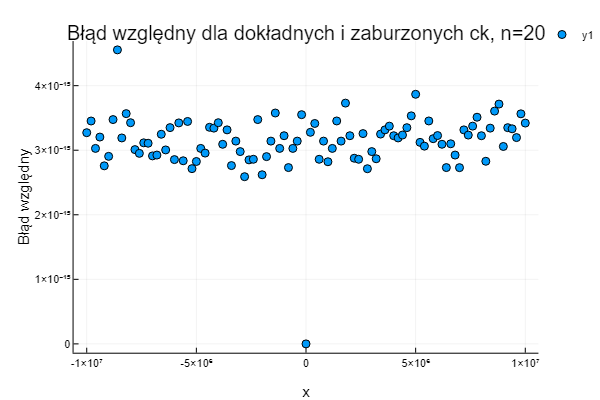 Błąd względny dla dokładnych i zaburzonych ck, n=20
y1
Błąd względny
4×10⁻¹⁵
3×10⁻¹⁵
2×10⁻¹⁵
1×10⁻¹⁵
0
-1×10⁷
-5×10⁶
0
5×10⁶
1×10⁷
x